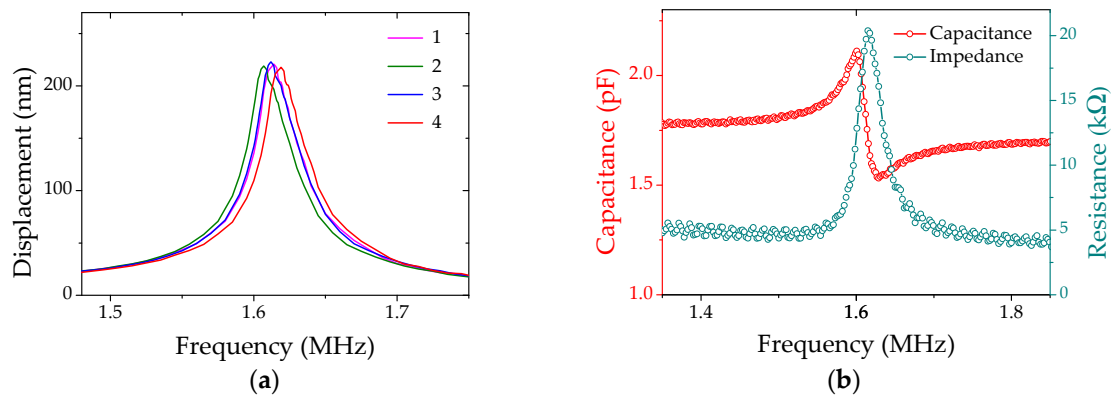 Displacement (nm)
200
100
0
1
2
3
4
1.5
1.6
1.7
Frequency (MHz)
(a)
Capacitance (pF)
2.0
1.5
1.0
Capacitance
Impedance
20
15
10
5
0
Resistance (kΩ)
1.4
1.6
1.8
Frequency (MHz)
(b)